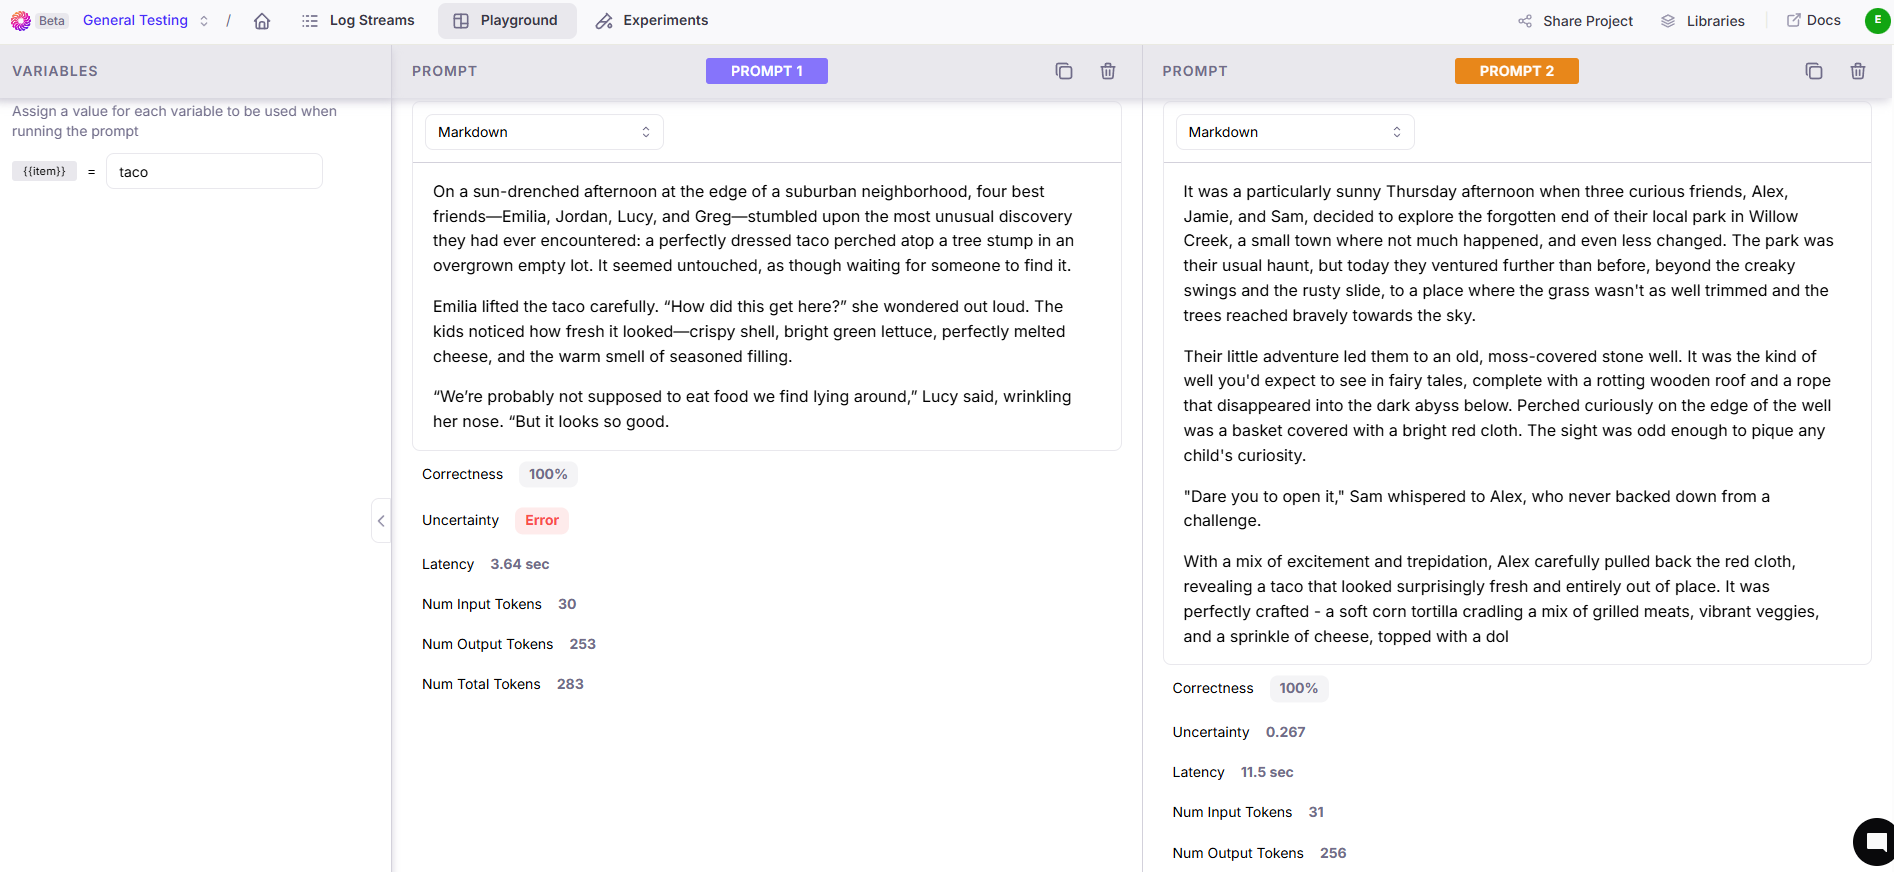 Beta
General Testing
/
Log Streams
Playground
Experiments
Share Project
Libraries
Docs
E
VARIABLES
Assign a value for each variable to be used when
running the prompt
{{item}} = taco
PROMPT
PROMPT 1
Markdown
On a sun-drenched afternoon at the edge of a suburban neighborhood, four best
friends—Emilia, Jordan, Lucy, and Greg—stumbled upon the most unusual discovery
they had ever encountered: a perfectly dressed taco perched atop a tree stump in an
overgrown empty lot. It seemed untouched, as though waiting for someone to find it.
Emilia lifted the taco carefully. “How did this get here?” she wondered out loud. The
kids noticed how fresh it looked—crispy shell, bright green lettuce, perfectly melted
cheese, and the warm smell of seasoned filling.
“We’re probably not supposed to eat food we find lying around,” Lucy said, wrinkling
her nose. “But it looks so good.
Correctness 100%
Uncertainty Error
Latency 3.64 sec
Num Input Tokens 30
Num Output Tokens 253
Num Total Tokens 283
PROMPT
PROMPT 2
Markdown
It was a particularly sunny Thursday afternoon when three curious friends, Alex,
Jamie, and Sam, decided to explore the forgotten end of their local park in Willow
Creek, a small town where not much happened, and even less changed. The park was
their usual haunt, but today they ventured further than before, beyond the creaky
swings and the rusty slide, to a place where the grass wasn't as well trimmed and the
trees reached bravely towards the sky.
Their little adventure led them to an old, moss-covered stone well. It was the kind of
well you'd expect to see in fairy tales, complete with a rotting wooden roof and a rope
that disappeared into the dark abyss below. Perched curiously on the edge of the well
was a basket covered with a bright red cloth. The sight was odd enough to pique any
child's curiosity.
"Dare you to open it," Sam whispered to Alex, who never backed down from a
challenge.
With a mix of excitement and trepidation, Alex carefully pulled back the red cloth,
revealing a taco that looked surprisingly fresh and entirely out of place. It was
perfectly crafted - a soft corn tortilla cradling a mix of grilled meats, vibrant veggies,
and a sprinkle of cheese, topped with a dol
Correctness 100%
Uncertainty 0.267
Latency 11.5 sec
Num Input Tokens 31
Num Output Tokens 256